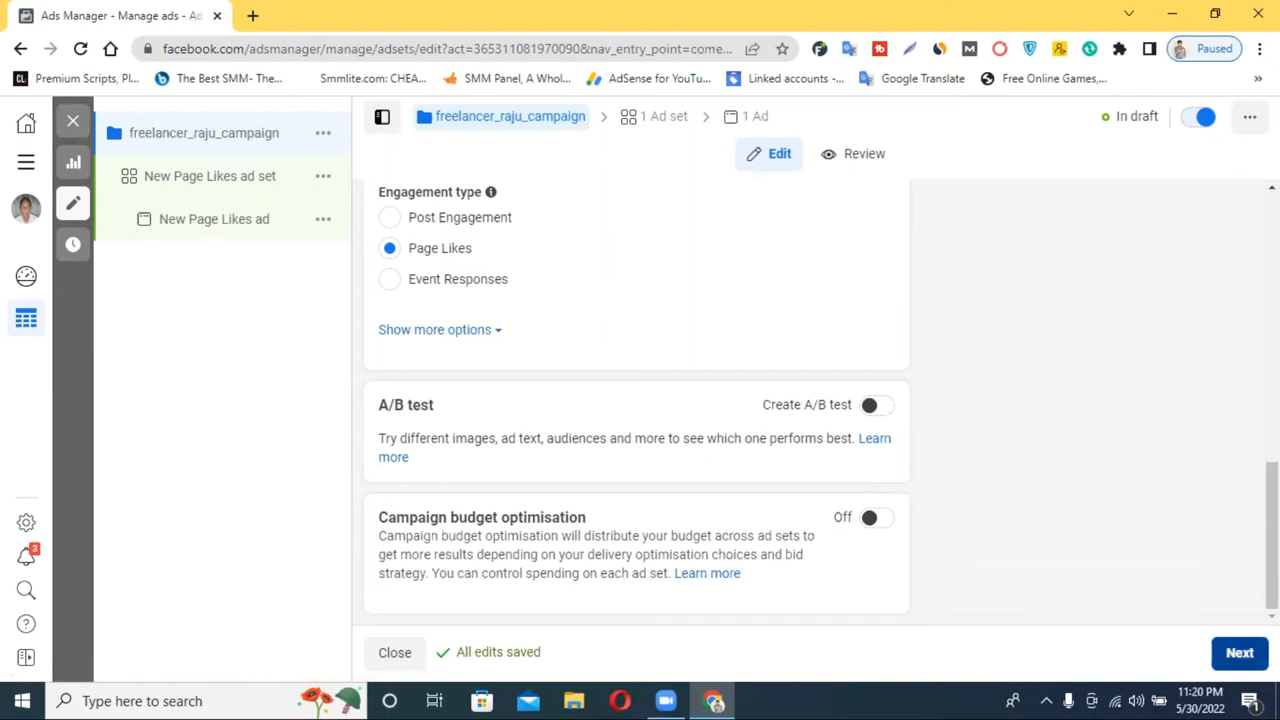 Ads Manager - Manage ads - Ad
facebook.com/adsmanager/manage/adsets/edit?act=365311081970090&nav_entry_point=come...
Paused
Premium Scripts, Pl...
The Best SMM- The...
Smmlite.com: CHEA...
SMM Panel, A Whol...
AdSense for YouTu...
Linked accounts -...
Google Translate
Free Online Games,...
»
freelancer_raju_campaign
New Page Likes ad set
New Page Likes ad
3
freelancer_raju_campaign
1 Ad set
1 Ad
In draft
Edit
Review
Engagement type
Post Engagement
Page Likes
Event Responses
Show more options
A/B test
Create A/B test
Try different images, ad text, audiences and more to see which one performs best. Learn
more
Campaign budget optimisation
Off
Campaign budget optimisation will distribute your budget across ad sets to
get more results depending on your delivery optimisation choices and bid
strategy. You can control spending on each ad set. Learn more
Close
All edits saved
Next
Type here to search
11:20 PM
5/30/2022
1